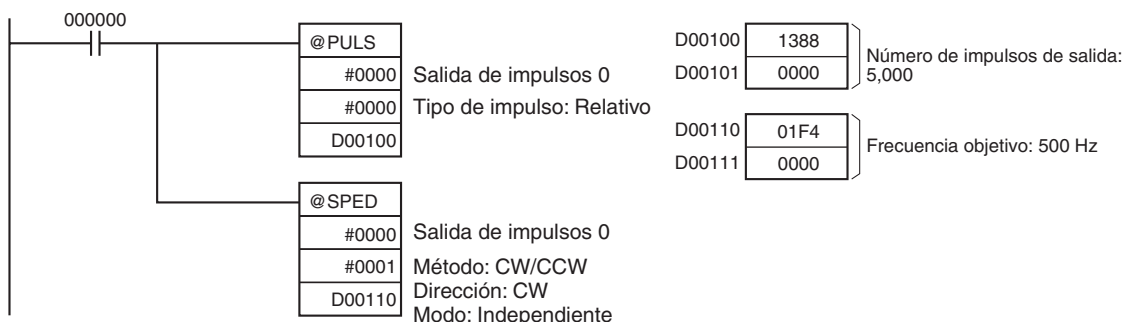 000000
@PULS
#0000 Salida de impulsos 0
#0000 Tipo de impulso: Relativo
D00100
@SPED
#0000 Salida de impulsos 0
#0001 Método: CW/CCW
D00110 Dirección: CW
Modo: Independiente
D00100 1388
D00101 0000
Número de impulsos de salida:
5,000
D00110 01F4
D00111 0000
Frecuencia objetivo: 500 Hz